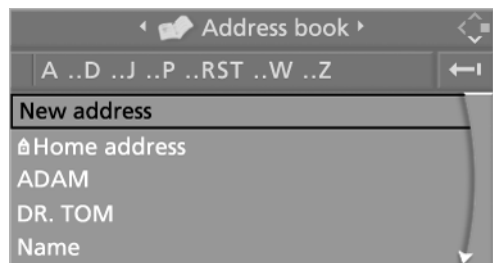 Address book
A ..D ..J ..P ..RST ..W ..Z
New address
Home address
ADAM
DR. TOM
Name